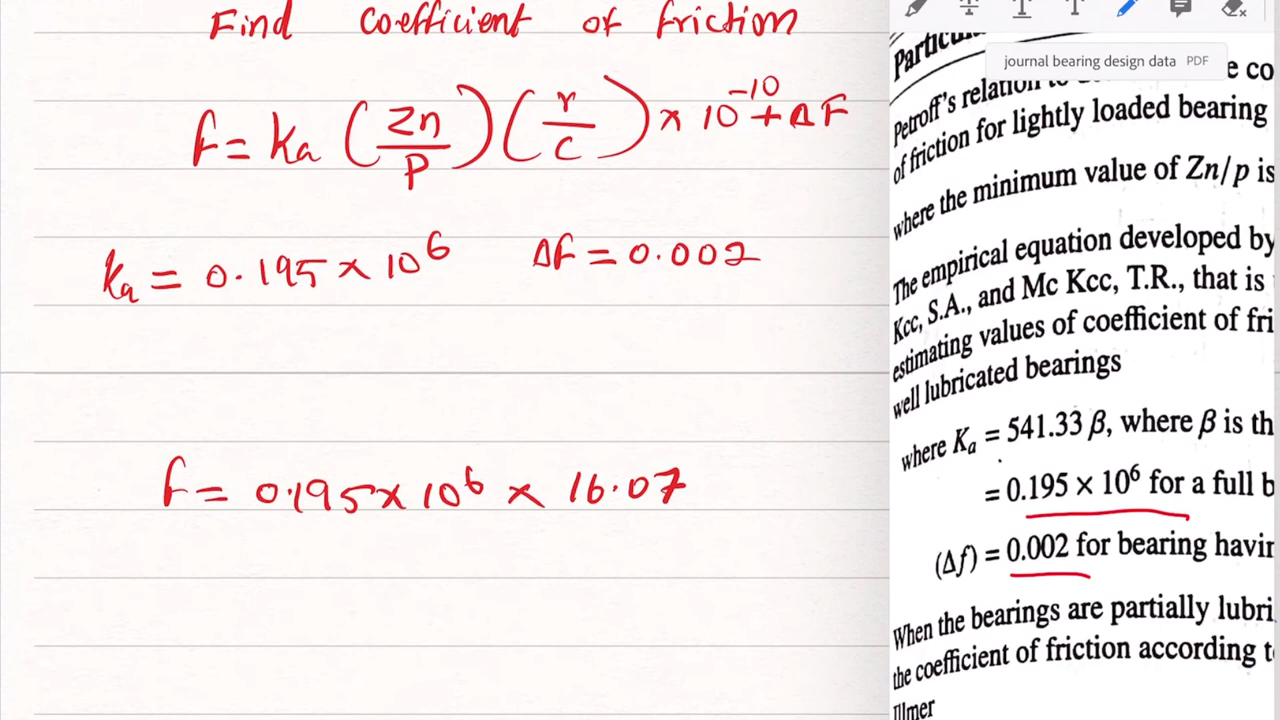 Find coefficient of friction
f = Ka (Zn/P) (r/c) × 10^-10 + ΔF
Ka = 0.195 × 10^6 ΔF = 0.002
f = 0.195 × 10^6 × 16.07
journal bearing design data PDF
Petroff's relation to
e co
of friction for lightly loaded bearing
where the minimum value of Zn/p is
The empirical equation developed by
Kcc, S.A., and Mc Kcc, T.R., that is
estimating values of coefficient of fri
well lubricated bearings
where Ka = 541.33 β, where β is th
= 0.195 × 10^6 for a full b
(Δf) = 0.002 for bearing havin
When the bearings are partially lubri
the coefficient of friction according t
Illmer